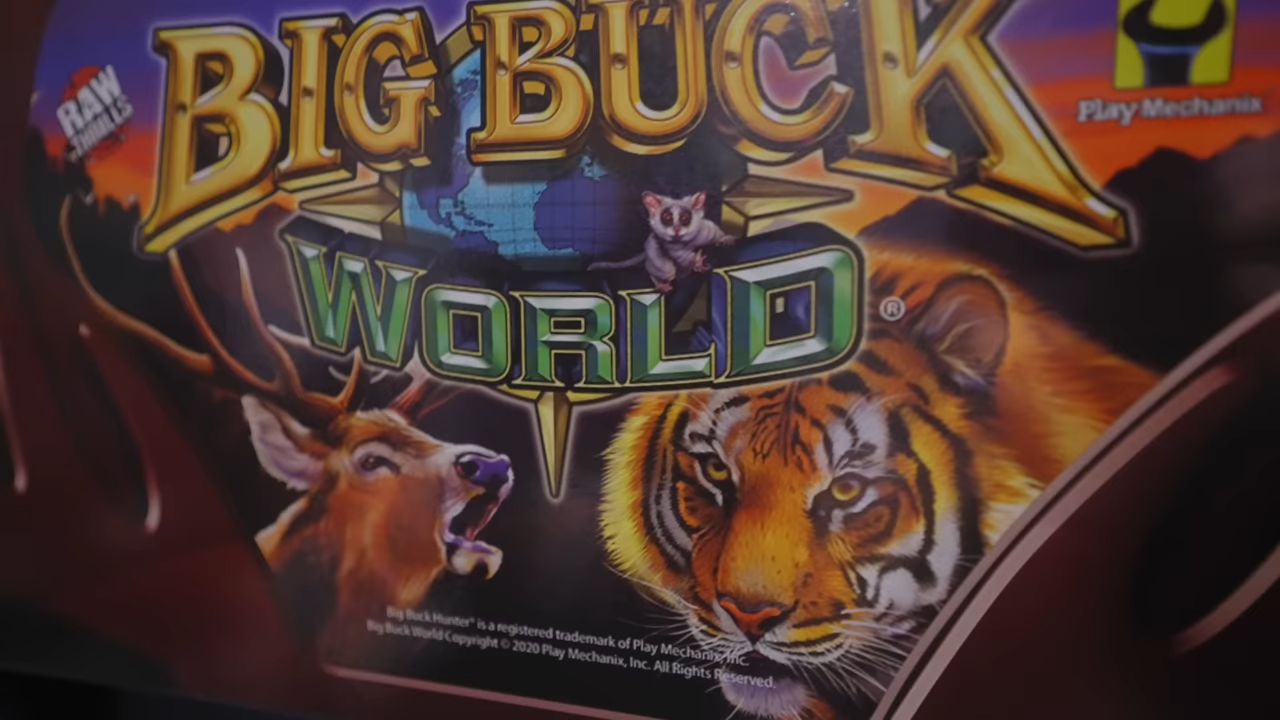 BIG BUCK
WORLD
®
RAW
THRILLS
Play Mechanix
Big Buck Hunter® is a registered trademark of Play Mechanix, Inc.
Big Buck World Copyright © 2020 Play Mechanix, Inc. All Rights Reserved.